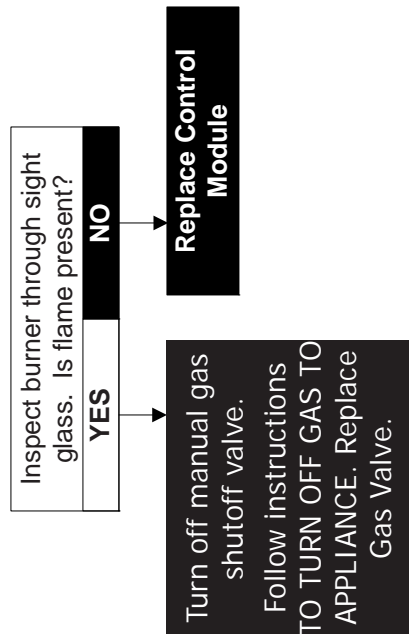 Inspect burner through sight
glass. Is flame present?
YES
NO
Turn off manual gas
shutoff valve.
Follow instructions
TO TURN OFF GAS TO
APPLIANCE. Replace
Gas Valve.
Replace Control
Module